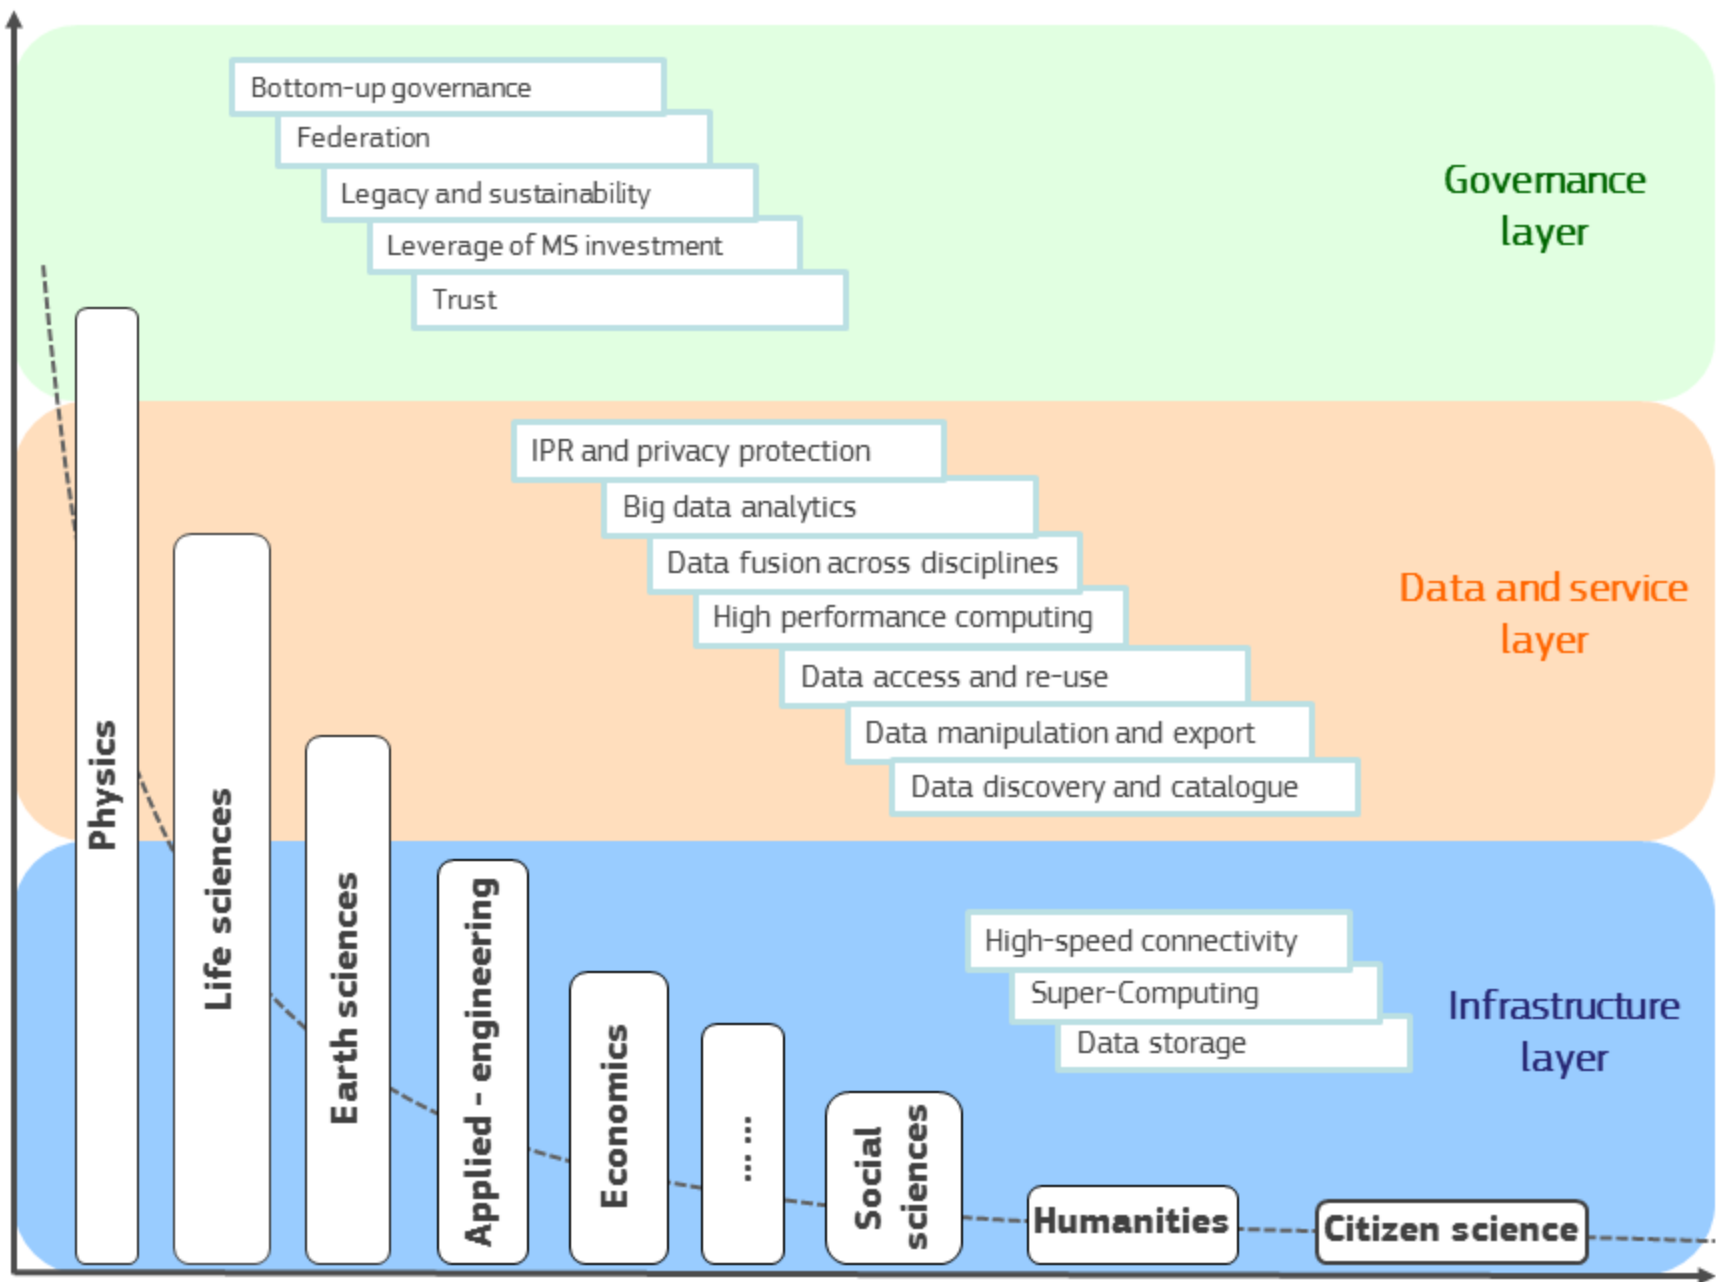 Bottom-up governance
Federation
Legacy and sustainability
Leverage of MS investment
Trust
Governance
layer
IPR and privacy protection
Big data analytics
Data fusion across disciplines
High performance computing
Data access and re-use
Data manipulation and export
Data discovery and catalogue
Data and service
layer
High-speed connectivity
Super-Computing
Data storage
Infrastructure
layer
Physics
Life sciences
Earth sciences
Applied - engineering
Economics
... ...
Social
sciences
Humanities
Citizen science